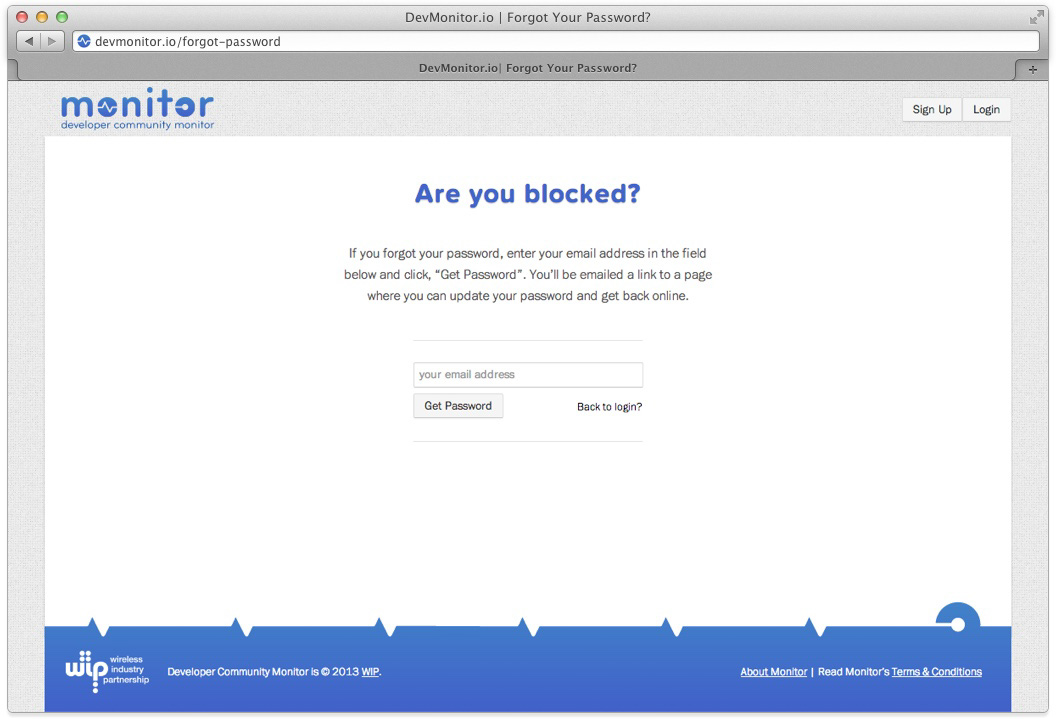 DevMonitor.io | Forgot Your Password?
devmonitor.io/forgot-password
DevMonitor.io| Forgot Your Password?
monitor
developer community monitor
Sign Up
Login
Are you blocked?
If you forgot your password, enter your email address in the field
below and click, “Get Password”. You’ll be emailed a link to a page
where you can update your password and get back online.
your email address
Get Password
Back to login?
wip
wireless
industry
partnership
Developer Community Monitor is © 2013 WIP.
About Monitor | Read Monitor's Terms & Conditions